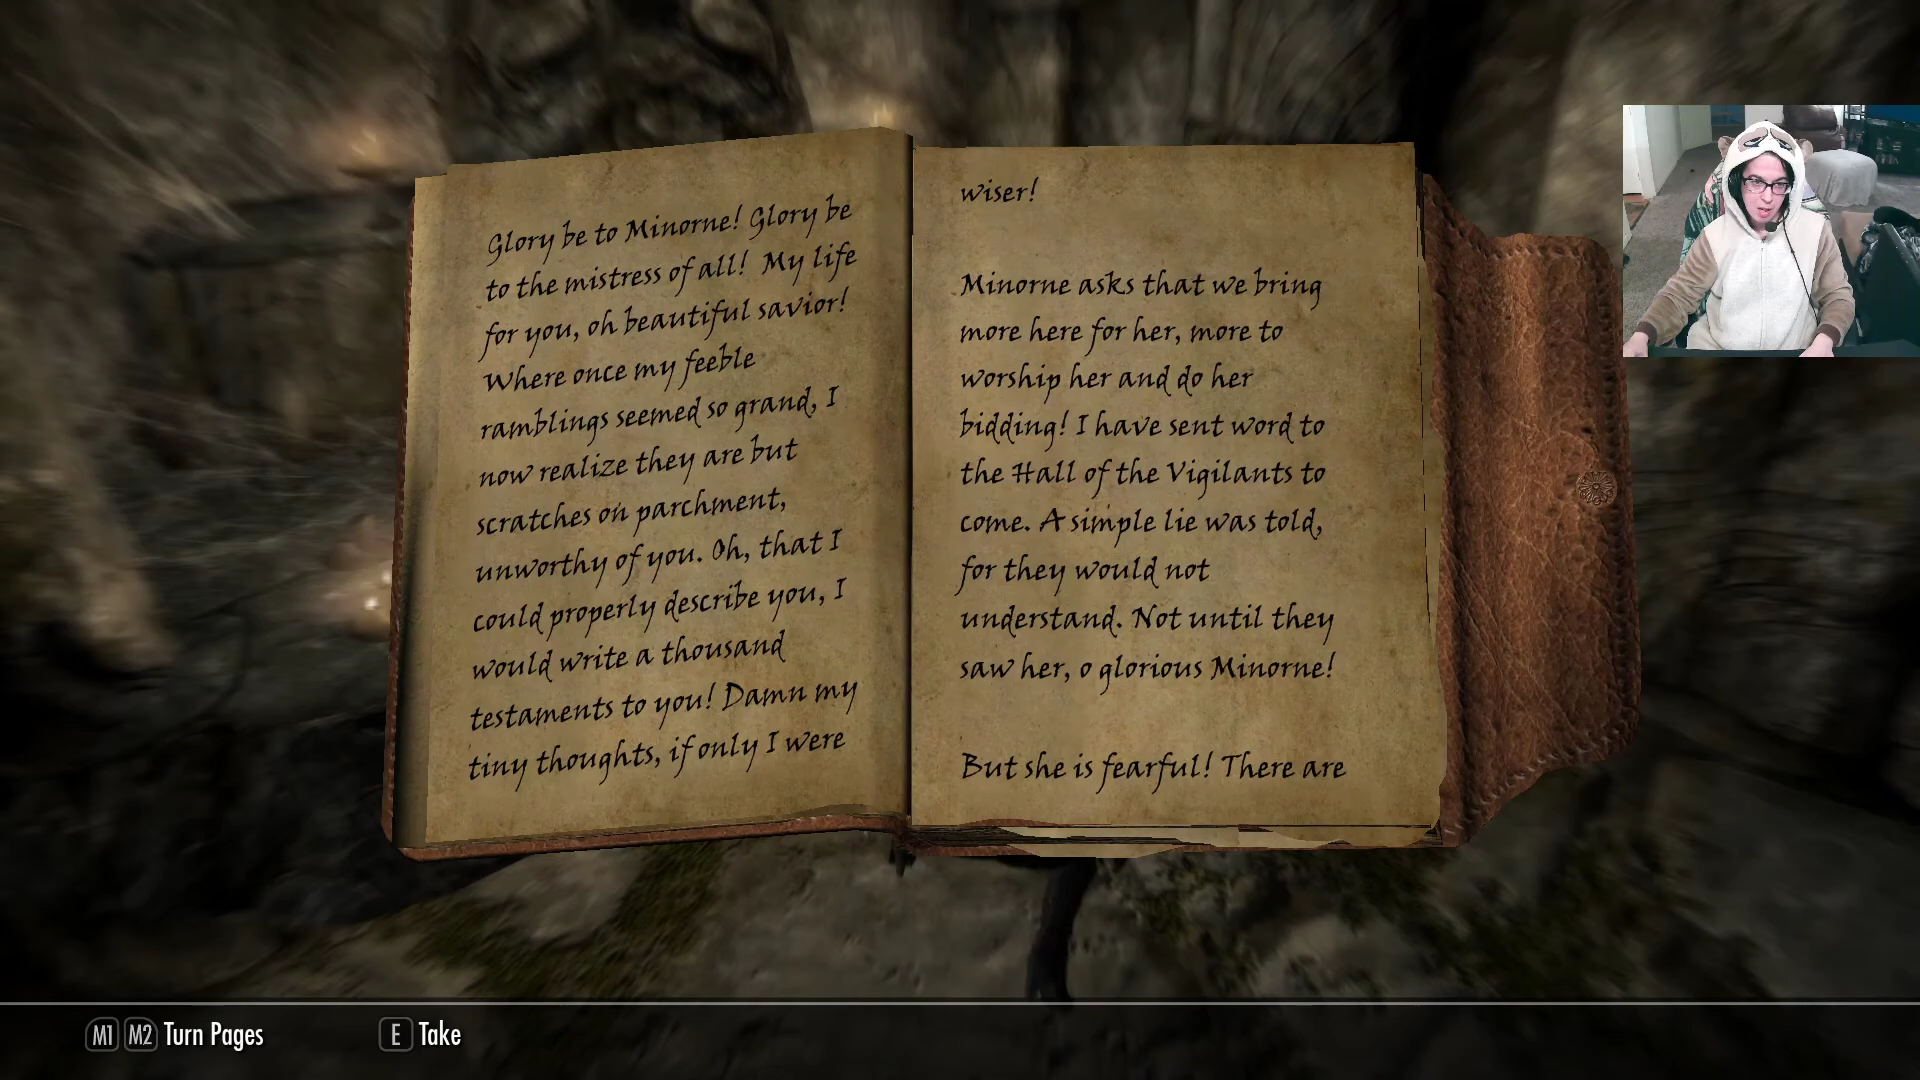 Glory be to Minorne! Glory be
to the mistress of all!  My life
for you, oh beautiful savior!
Where once my feeble
ramblings seemed so grand, I
now realize they are but
scratches on parchment,
unworthy of you. Oh, that I
could properly describe you, I
would write a thousand
testaments to you! Damn my
tiny thoughts, if only I were
wiser!
Minorne asks that we bring
more here for her, more to
worship her and do her
bidding! I have sent word to
the Hall of the Vigilants to
come. A simple lie was told,
for they would not
understand. Not until they
saw her, o glorious Minorne!
But she is fearful! There are
M1 M2 Turn Pages
E Take